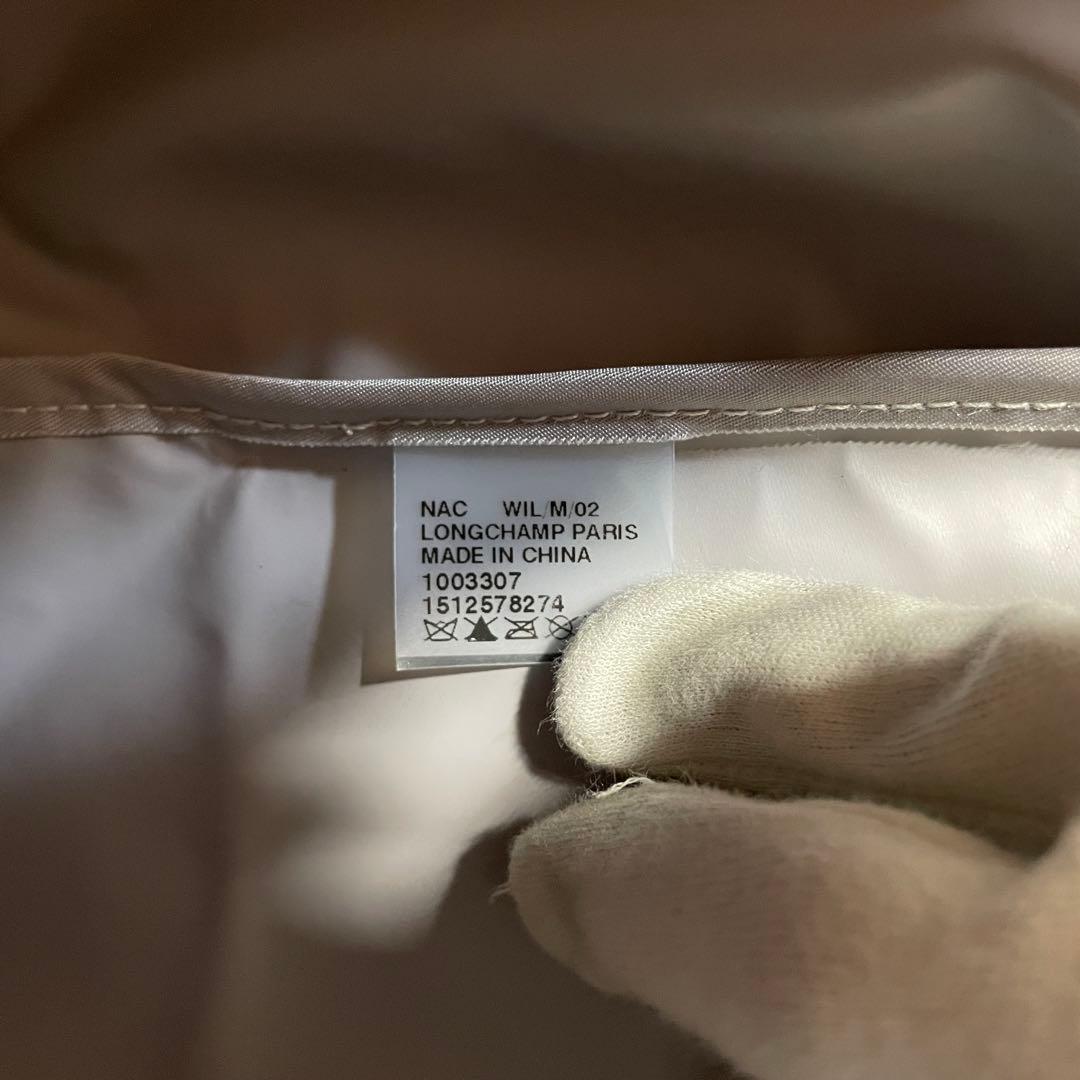 NAC WIL/M/02
LONGCHAMP PARIS
MADE IN CHINA
1003307
1512578274